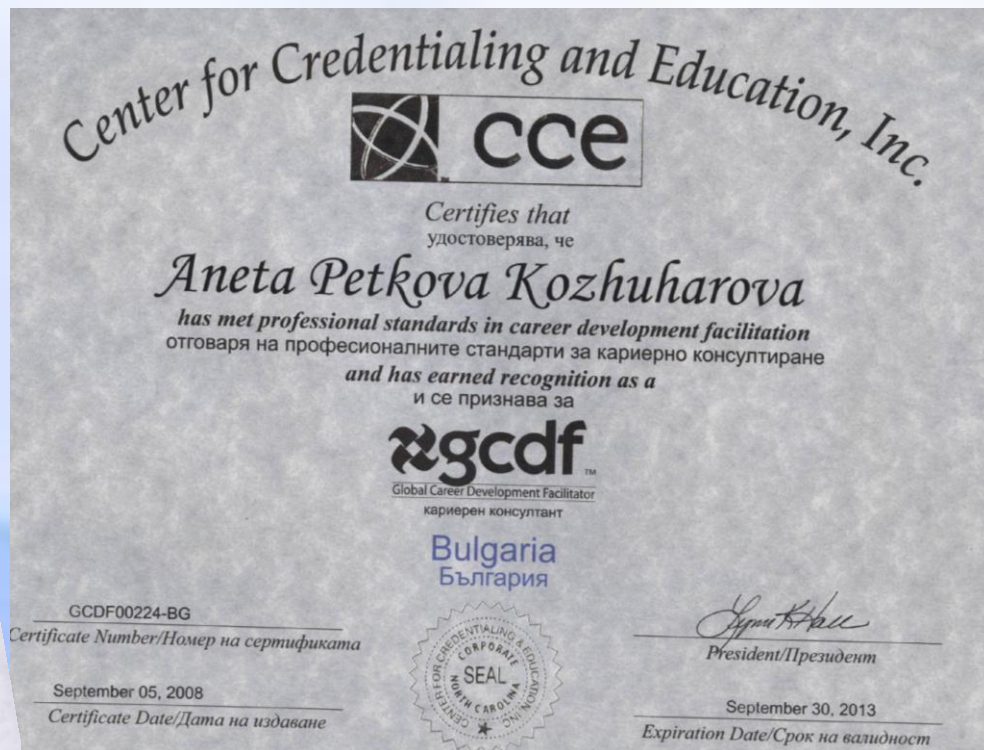 Center for Credentialing and Education, Inc.
cce
Certifies that
удостоверява, че
Aneta Petkova Kozhuharova
has met professional standards in career development facilitation
отговаря на професионалните стандарти за кариерно консултиране
and has earned recognition as a
и се признава за
gcdf™
Global Career Development Facilitator
кариерен консултант
Bulgaria
България
GCDF00224-BG
Certificate Number/Номер на сертификата
September 05, 2008
Certificate Date/Дата на издаване
CENTER FOR CREDENTIALING & EDUCATION, INC
CORPORATE
SEAL
NORTH CAROLINA
Lynn K Hall
President/Президент
September 30, 2013
Expiration Date/Срок на валидност